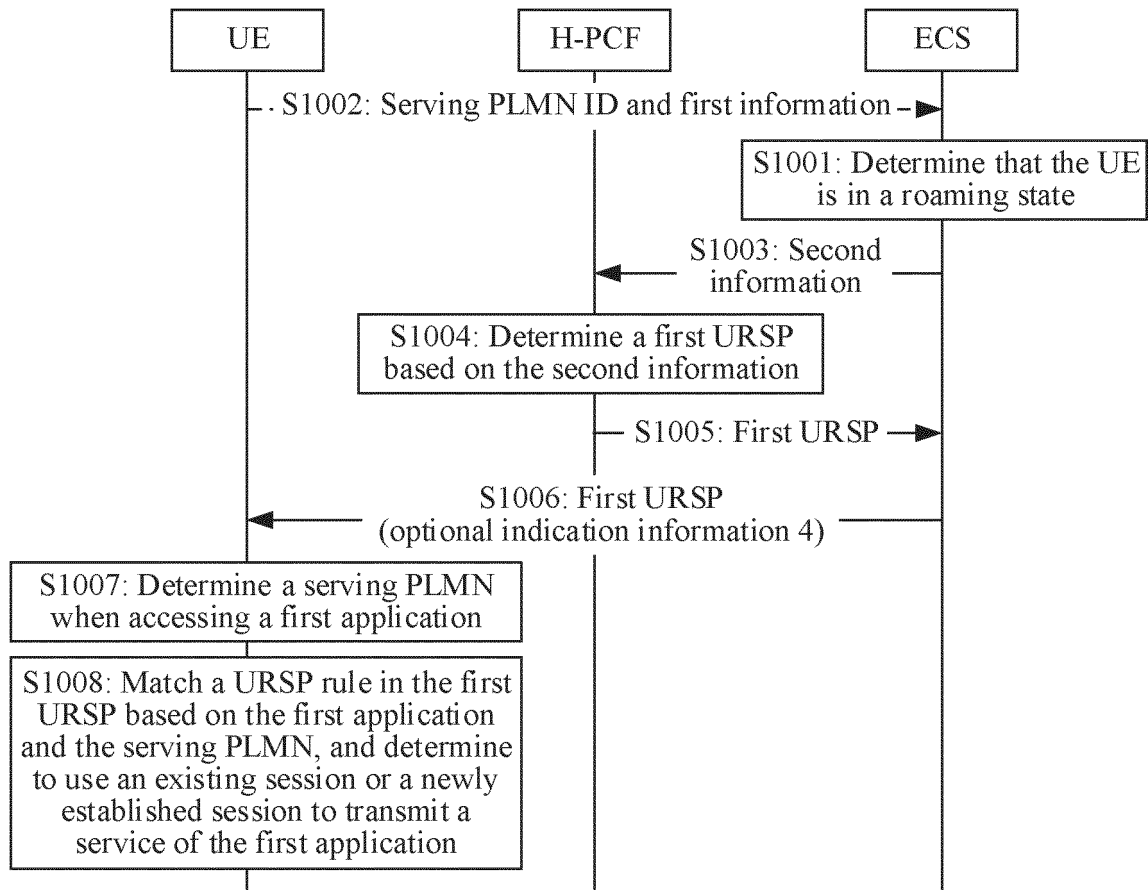 UE
H-PCF
ECS
S1002: Serving PLMN ID and first information
S1001: Determine that the UE
is in a roaming state
S1003: Second
information
S1004: Determine a first URSP
based on the second information
S1005: First URSP
S1006: First URSP
(optional indication information 4)
S1007: Determine a serving PLMN
when accessing a first application
S1008: Match a URSP rule in the first
URSP based on the first application
and the serving PLMN, and determine
to use an existing session or a newly
established session to transmit a
service of the first application